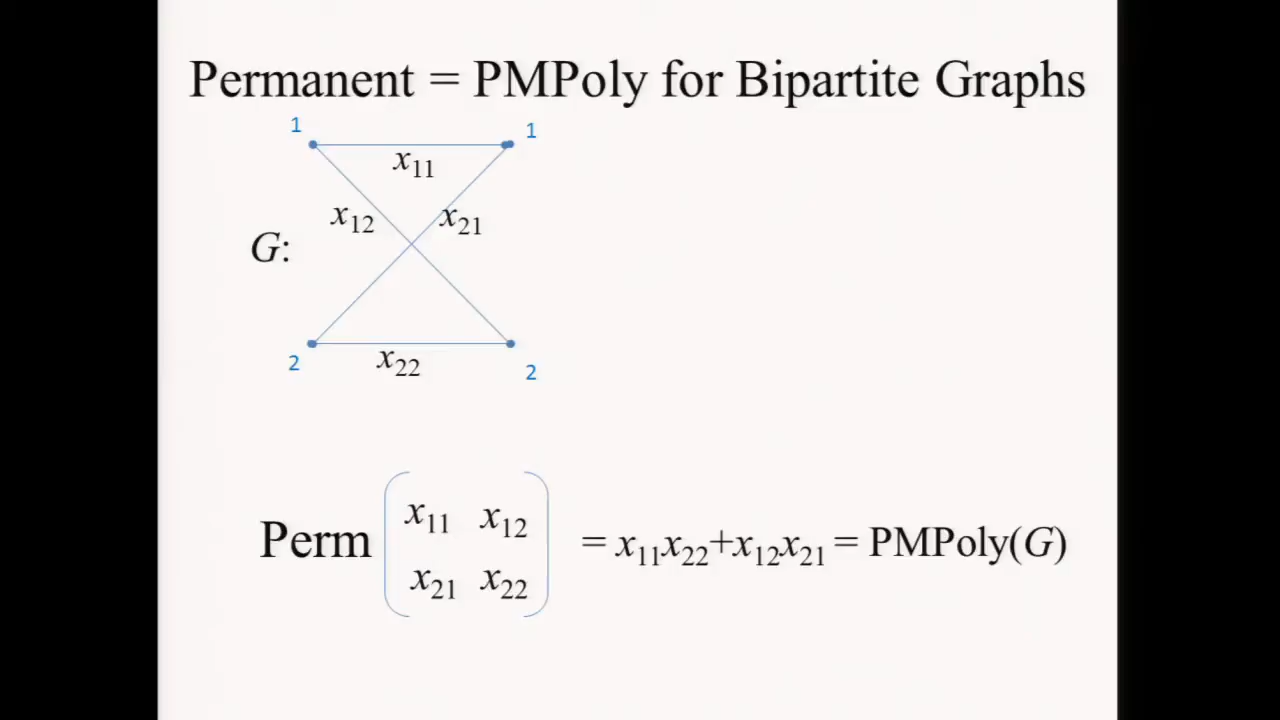 Permanent = PMPoly for Bipartite Graphs
1 1
x11
x12 x21
G:
x22
2 2
Perm x11 x12
x21 x22
= x11x22+x12x21 = PMPoly(G)